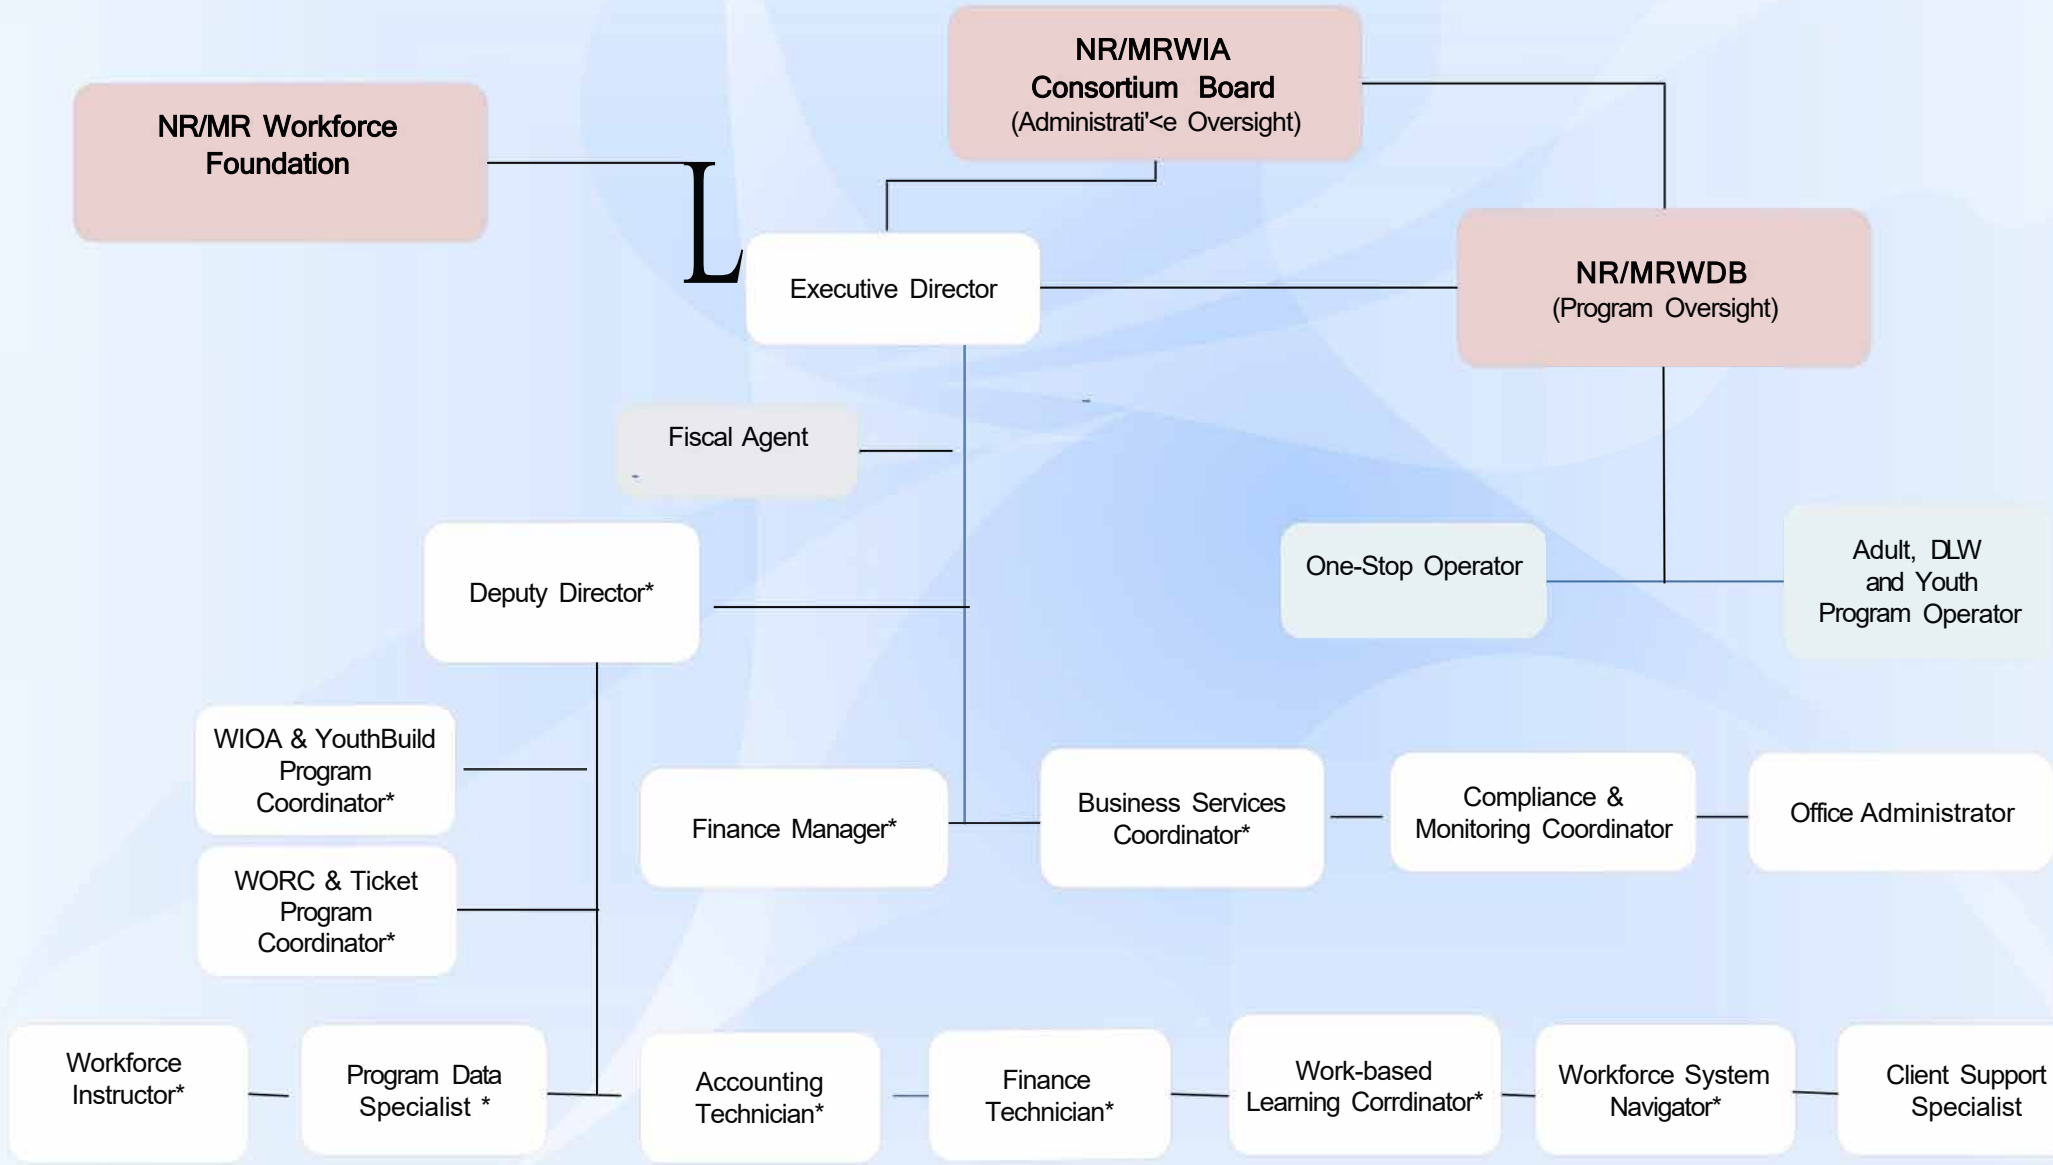 NR/MRWIA
Consortium Board
(Administrati'<e Oversight)
NR/MR Workforce
Foundation
L
Executive Director
NR/MRWDB
(Program Oversight)
Fiscal Agent
-
-
Deputy Director*
One-Stop Operator
Adult, DLW
and Youth
Program Operator
WIOA & YouthBuild
Program
Coordinator*
Finance Manager*
Business Services
Coordinator*
Compliance &
Monitoring Coordinator
Office Administrator
WORC & Ticket
Program
Coordinator*
Workforce
Instructor*
Program Data
Specialist *
Accounting
Technician*
Finance
Technician*
Work-based
Learning Corrdinator*
Workforce System
Navigator*
Client Support
Specialist